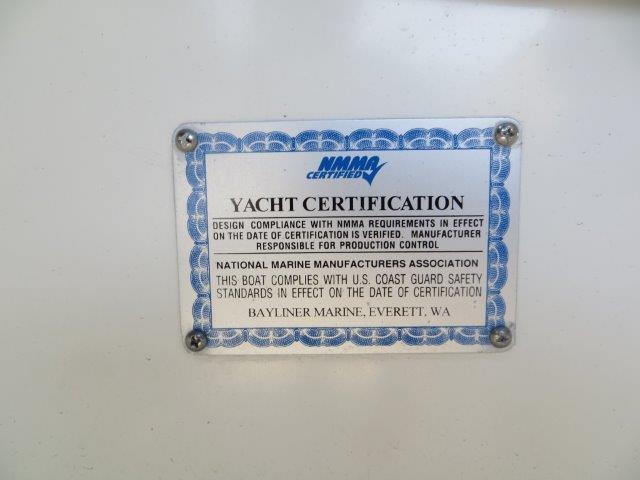 NMMA
CERTIFIED
YACHT CERTIFICATION
DESIGN COMPLIANCE WITH NMMA REQUIREMENTS IN EFFECT
ON THE DATE OF CERTIFICATION IS VERIFIED. MANUFACTURER
RESPONSIBLE FOR PRODUCTION CONTROL
NATIONAL MARINE MANUFACTURERS ASSOCIATION
THIS BOAT COMPLIES WITH U.S. COAST GUARD SAFETY
STANDARDS IN EFFECT ON THE DATE OF CERTIFICATION
BAYLINER MARINE, EVERETT, WA